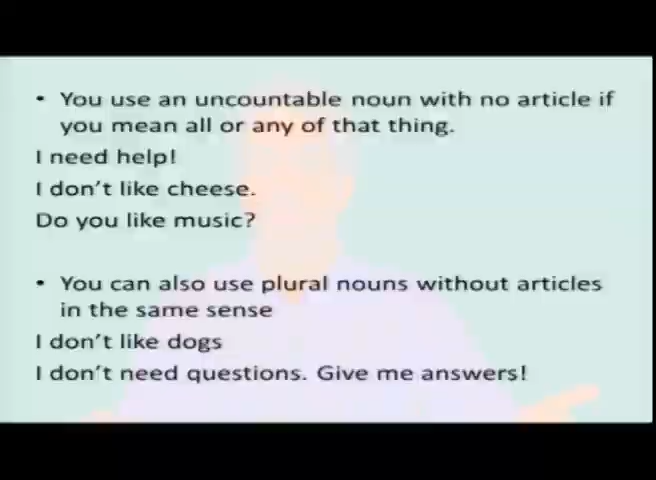 • You use an uncountable noun with no article if
you mean all or any of that thing.
I need help!
I don't like cheese.
Do you like music?
• You can also use plural nouns without articles
in the same sense
I don't like dogs
I don't need questions. Give me answers!